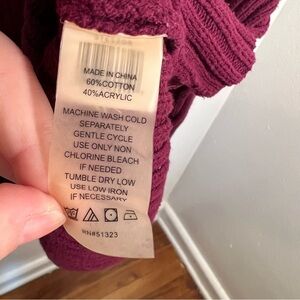 MADE IN CHINA
60%COTTON
40%ACRYLIC
MACHINE WASH COLD
SEPARATELY
GENTLE CYCLE
USE ONLY NON
CHLORINE BLEACH
IF NEEDED
TUMBLE DRY LOW
USE LOW IRON
IF NECESSARY
RN#51323